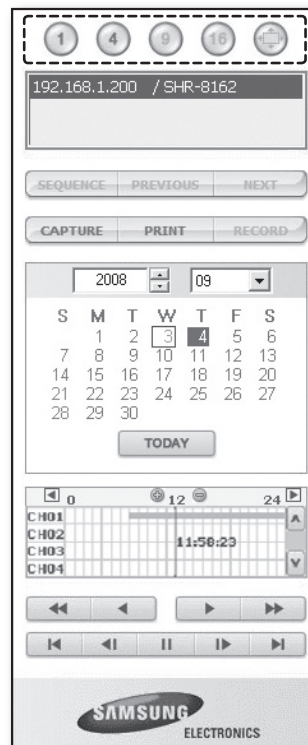 1 4 9 16
192.168.1.200 / SHR-8162
SEQUENCE PREVIOUS NEXT
CAPTURE PRINT RECORD
2008 09
S M T W T F S
1 2 3 4 5 6
7 8 9 10 11 12 13
14 15 16 17 18 19 20
21 22 23 24 25 26 27
28 29 30
TODAY
0 12 24
CH01
CH02
11:58:23
CH03
CH04
SAMSUNG
ELECTRONICS